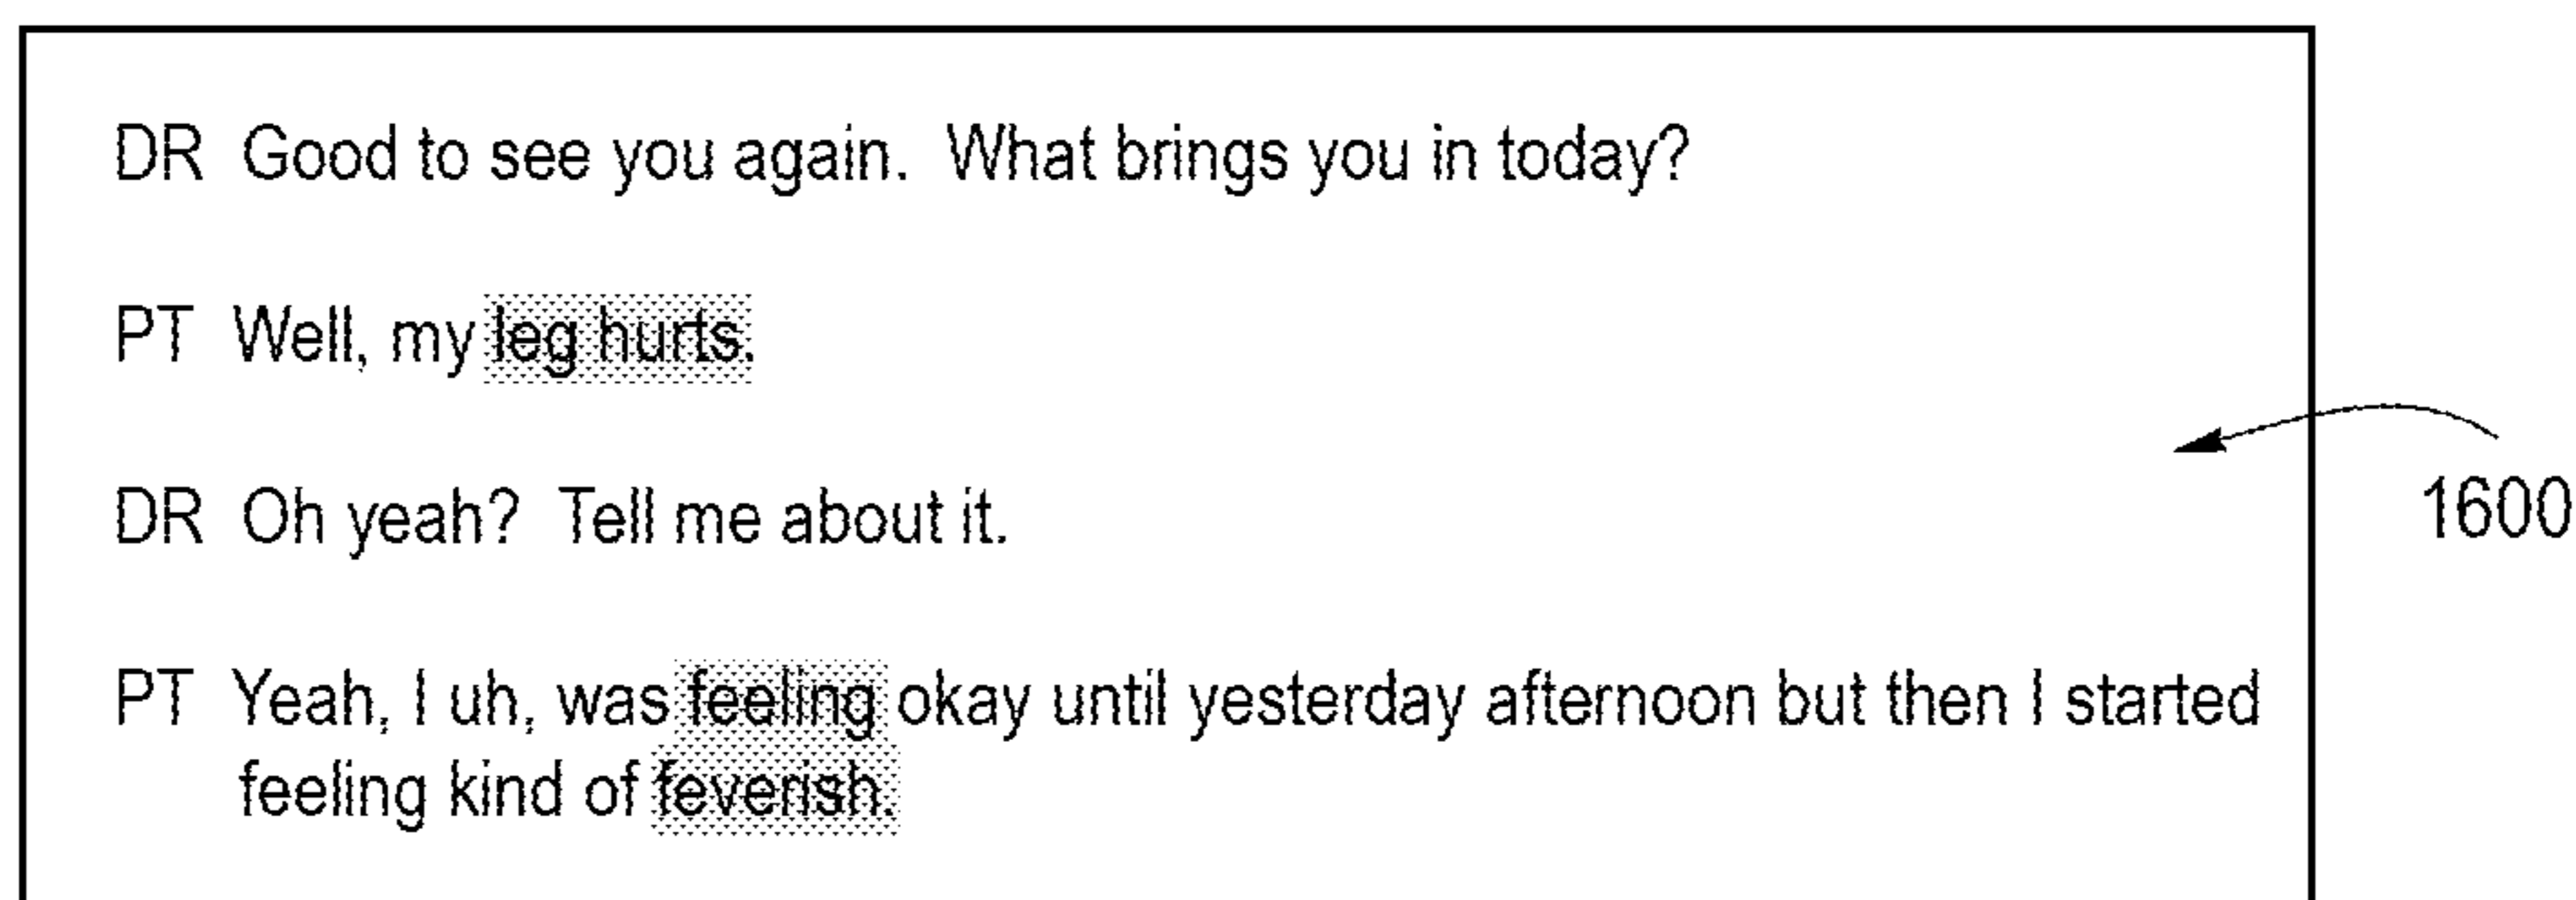 DR Good to see you again. What brings you in today?
PT Well, my leg hurts.
DR Oh yeah? Tell me about it.
1600
PT Yeah, I uh, was feeling okay until yesterday afternoon but then I started
feeling kind of feverish.